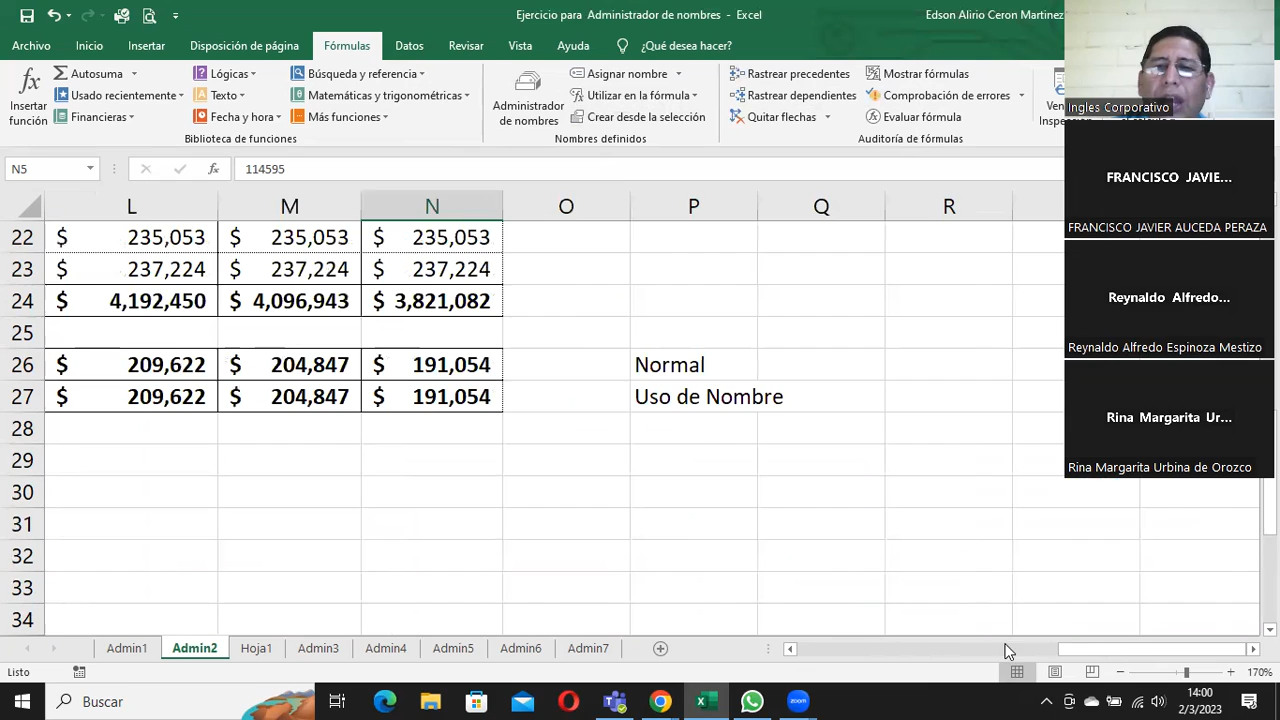 Ejercicio para Administrador de nombres - Excel
Edson Alirio Ceron Martinez
Archivo Inicio Insertar Disposición de página Fórmulas Datos Revisar Vista Ayuda ¿Qué desea hacer?
Insertar función
Autosuma
Usado recientemente
Financieras
Lógicas
Texto
Fecha y hora
Búsqueda y referencia
Matemáticas y trigonométricas
Más funciones
Biblioteca de funciones
Administrador de nombres
Asignar nombre
Utilizar en la fórmula
Crear desde la selección
Nombres definidos
Rastrear precedentes
Rastrear dependientes
Quitar flechas
Mostrar fórmulas
Comprobación de errores
Evaluar fórmula
Auditoría de fórmulas
Ingles Corporativo
N5 fx 114595
L M N O P Q R
22 $ 235,053 $ 235,053 $ 235,053
23 $ 237,224 $ 237,224 $ 237,224
24 $ 4,192,450 $ 4,096,943 $ 3,821,082
25
26 $ 209,622 $ 204,847 $ 191,054 Normal
27 $ 209,622 $ 204,847 $ 191,054 Uso de Nombre
28
29
30
31
32
33
34
FRANCISCO JAVIE...
FRANCISCO JAVIER AUCEDA PERAZA
Reynaldo Alfredo...
Reynaldo Alfredo Espinoza Mestizo
Rina Margarita Ur...
Rina Margarita Urbina de Orozco
Admin1 Admin2 Hoja1 Admin3 Admin4 Admin5 Admin6 Admin7
Listo
170%
Buscar
14:00
2/3/2023